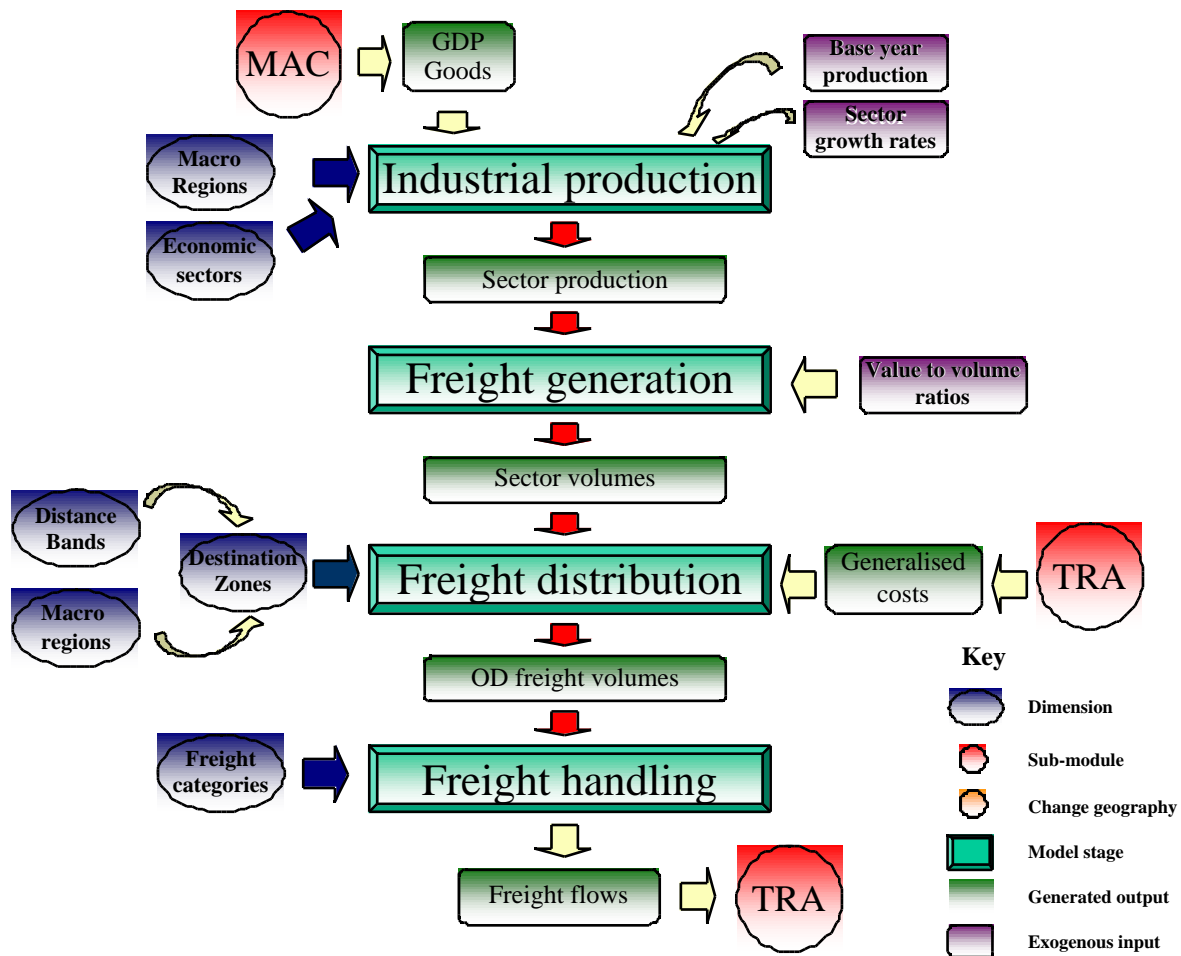 MAC
GDP
Goods
Base year
production
Sector
growth rates
Macro
Regions
Industrial production
Economic
sectors
Sector production
Freight generation
Value to volume
ratios
Sector volumes
Distance
Bands
Destination
Zones
Freight distribution
Generalised
costs
TRA
Macro
regions
OD freight volumes
Freight
categories
Freight handling
Freight flows
TRA
Key
Dimension
Sub-module
Change geography
Model stage
Generated output
Exogenous input